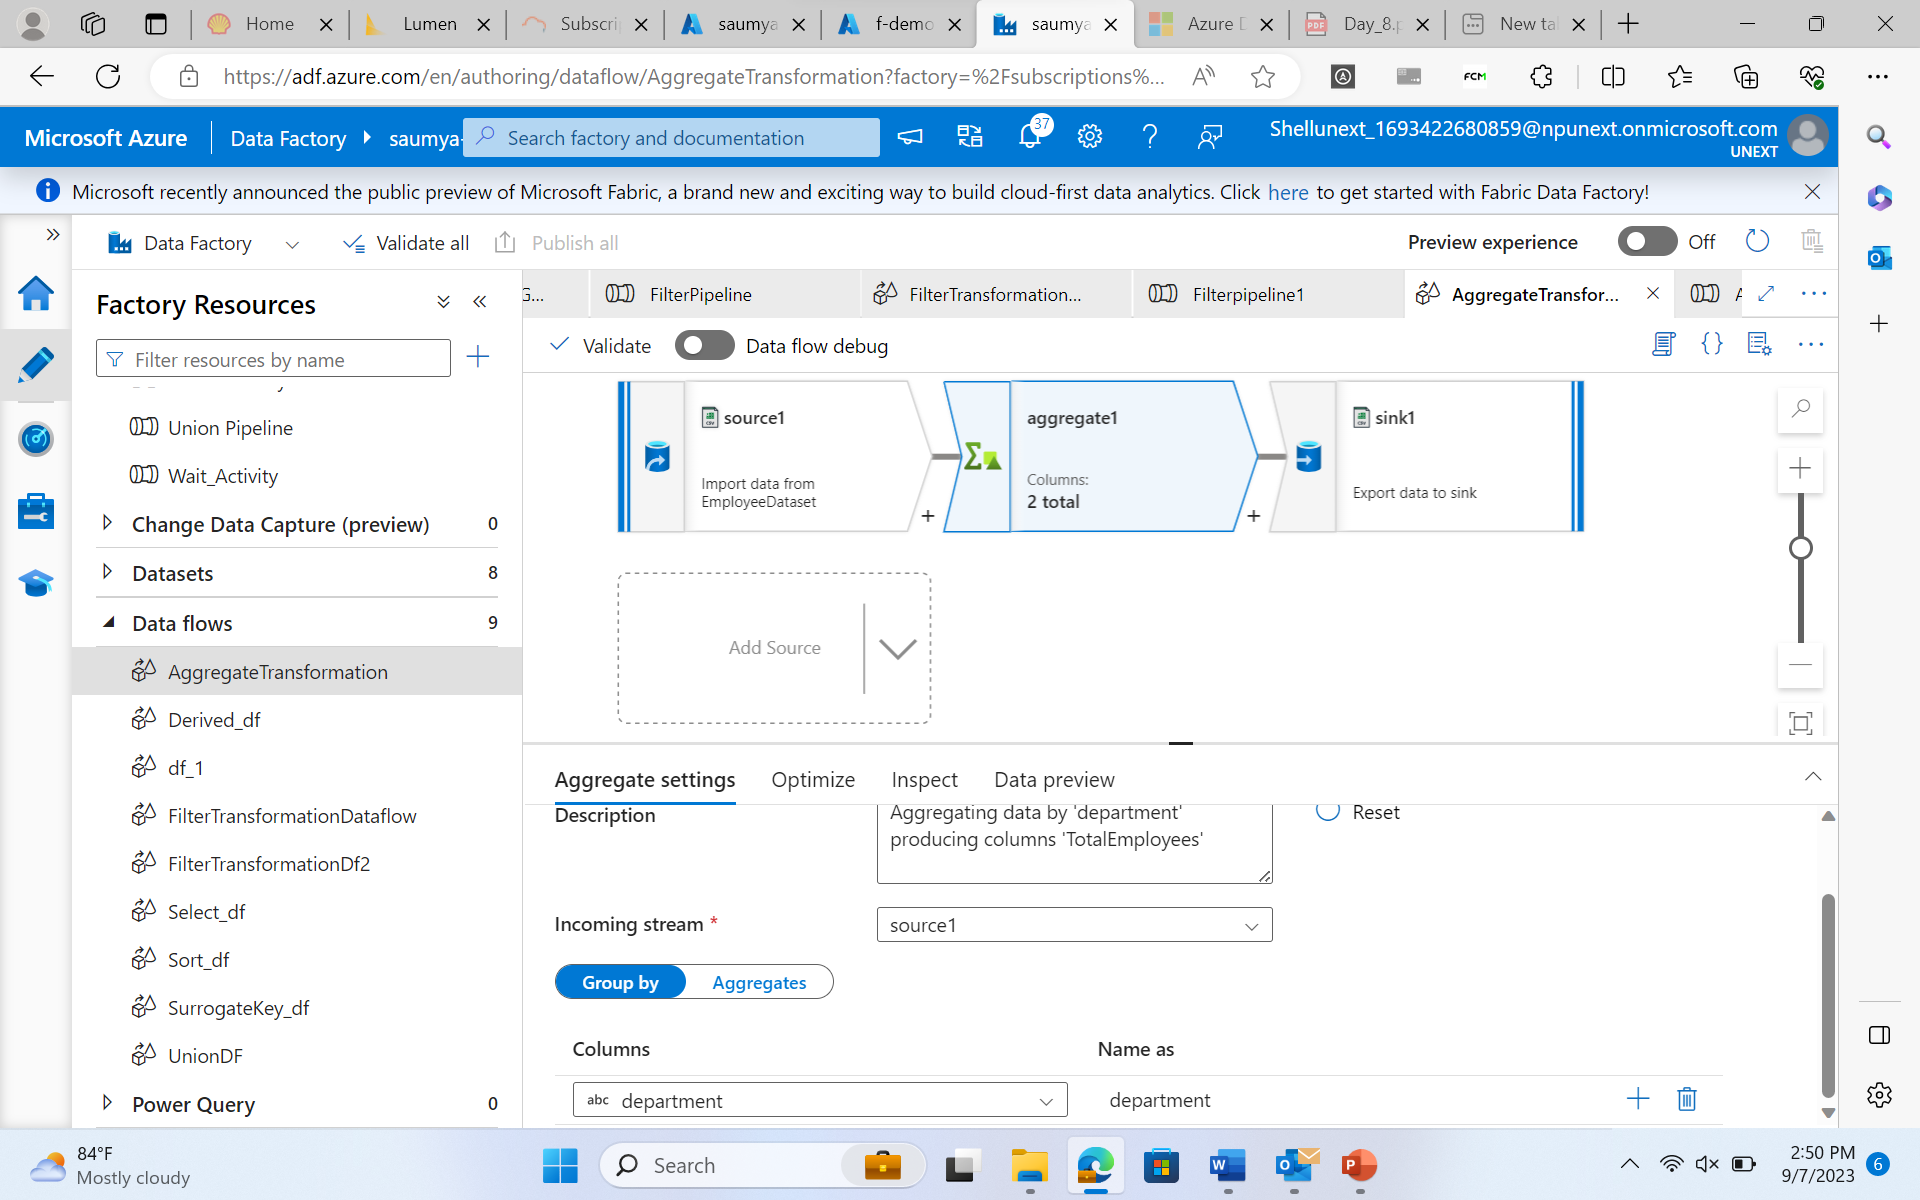 Home
Lumen
Subscri
saumya
f-demo
saumya
Azure D
Day_8.p
New tal
https://adf.azure.com/en/authoring/dataflow/AggregateTransformation?factory=%2Fsubscriptions%...
FCM
Microsoft Azure
Data Factory
saumya-
Search factory and documentation
37
Shellunext_1693422680859@npunext.onmicrosoft.com
UNEXT
Microsoft recently announced the public preview of Microsoft Fabric, a brand new and exciting way to build cloud-first data analytics. Click here to get started with Fabric Data Factory!
Data Factory
Validate all
Publish all
Preview experience
Off
Factory Resources
G...
FilterPipeline
FilterTransformation...
Filterpipeline1
AggregateTransfor...
Filter resources by name
Validate
Data flow debug
Union Pipeline
Wait_Activity
Change Data Capture (preview) 0
Datasets 8
Data flows 9
AggregateTransformation
Derived_df
df_1
FilterTransformationDataflow
FilterTransformationDf2
Select_df
Sort_df
SurrogateKey_df
UnionDF
Power Query 0
source1
Import data from
EmployeeDataset
aggregate1
Columns:
2 total
sink1
Export data to sink
Add Source
Aggregate settings
Optimize
Inspect
Data preview
Description
Aggregating data by 'department'
producing columns 'TotalEmployees'
Reset
Incoming stream *
source1
Group by
Aggregates
Columns
Name as
abc department
department
84°F
Mostly cloudy
Search
2:50 PM
9/7/2023
6